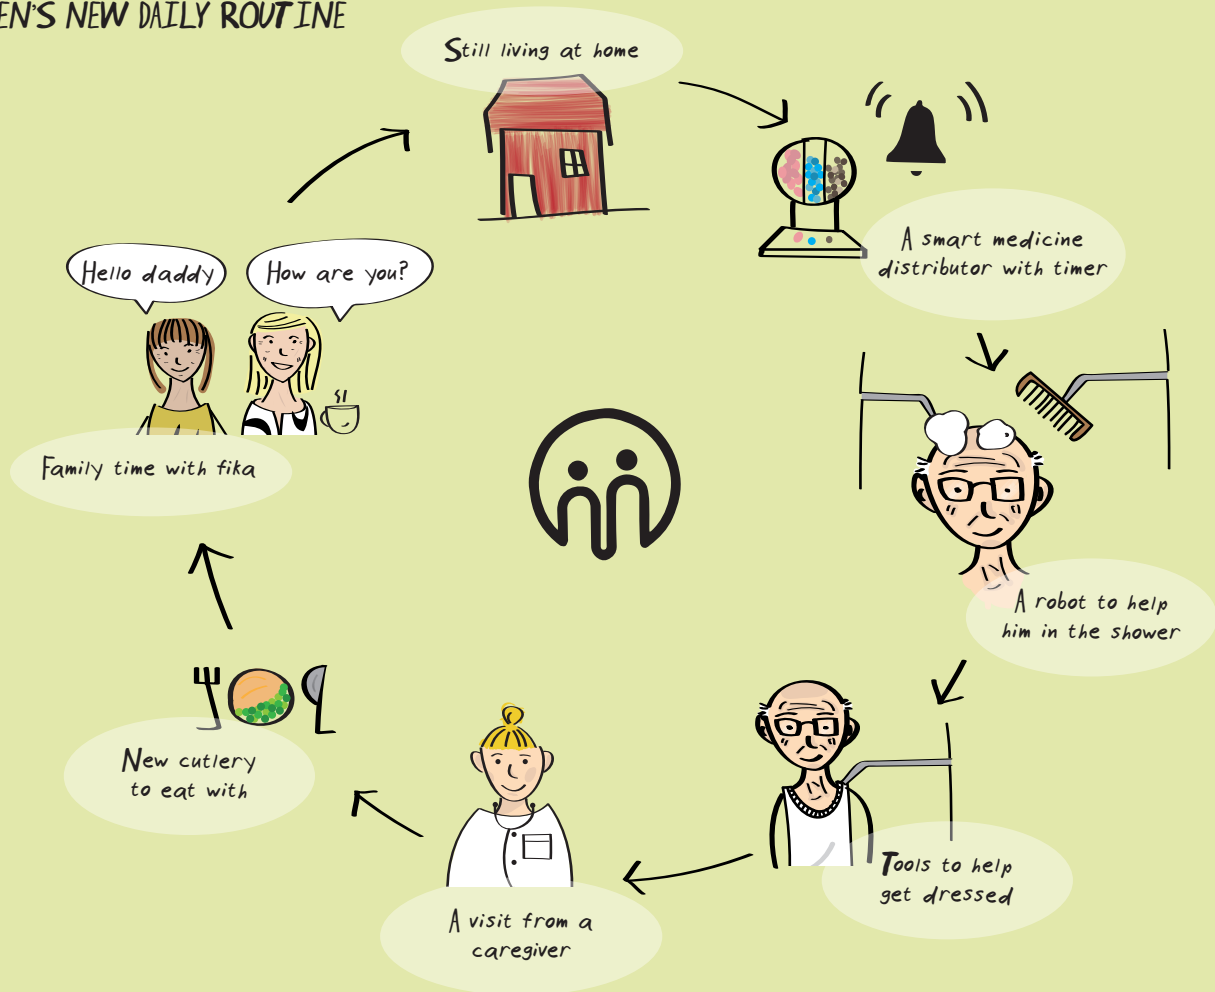 EN'S NEW DAILY ROUTINE
Still living at home
A smart medicine
distributor with timer
A robot to help
him in the shower
Tools to help
get dressed
A visit from a
caregiver
New cutlery
to eat with
Family time with fika
Hello daddy
How are you?